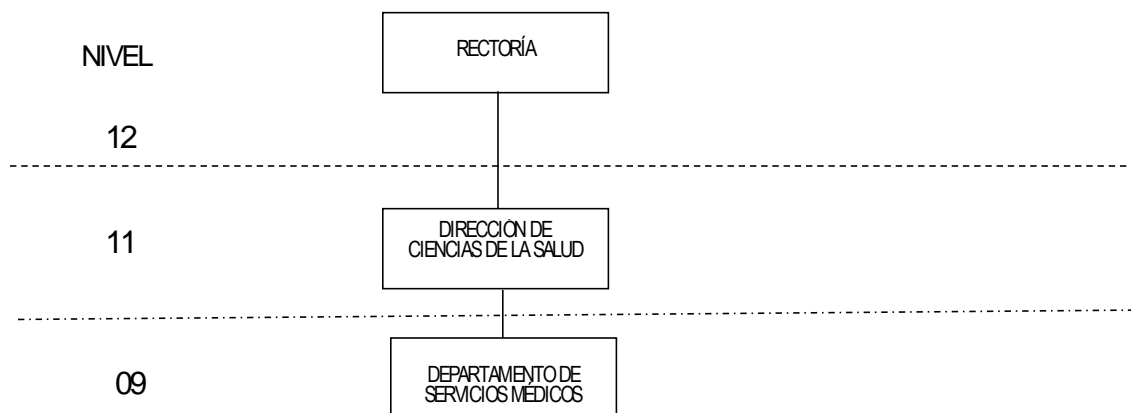 NIVEL
RECTORÍA
12
11
DIRECCIÓN DE
CIENCIAS DE LA SALUD
09
DEPARTAMENTO DE
SERVICIOS MÉDICOS